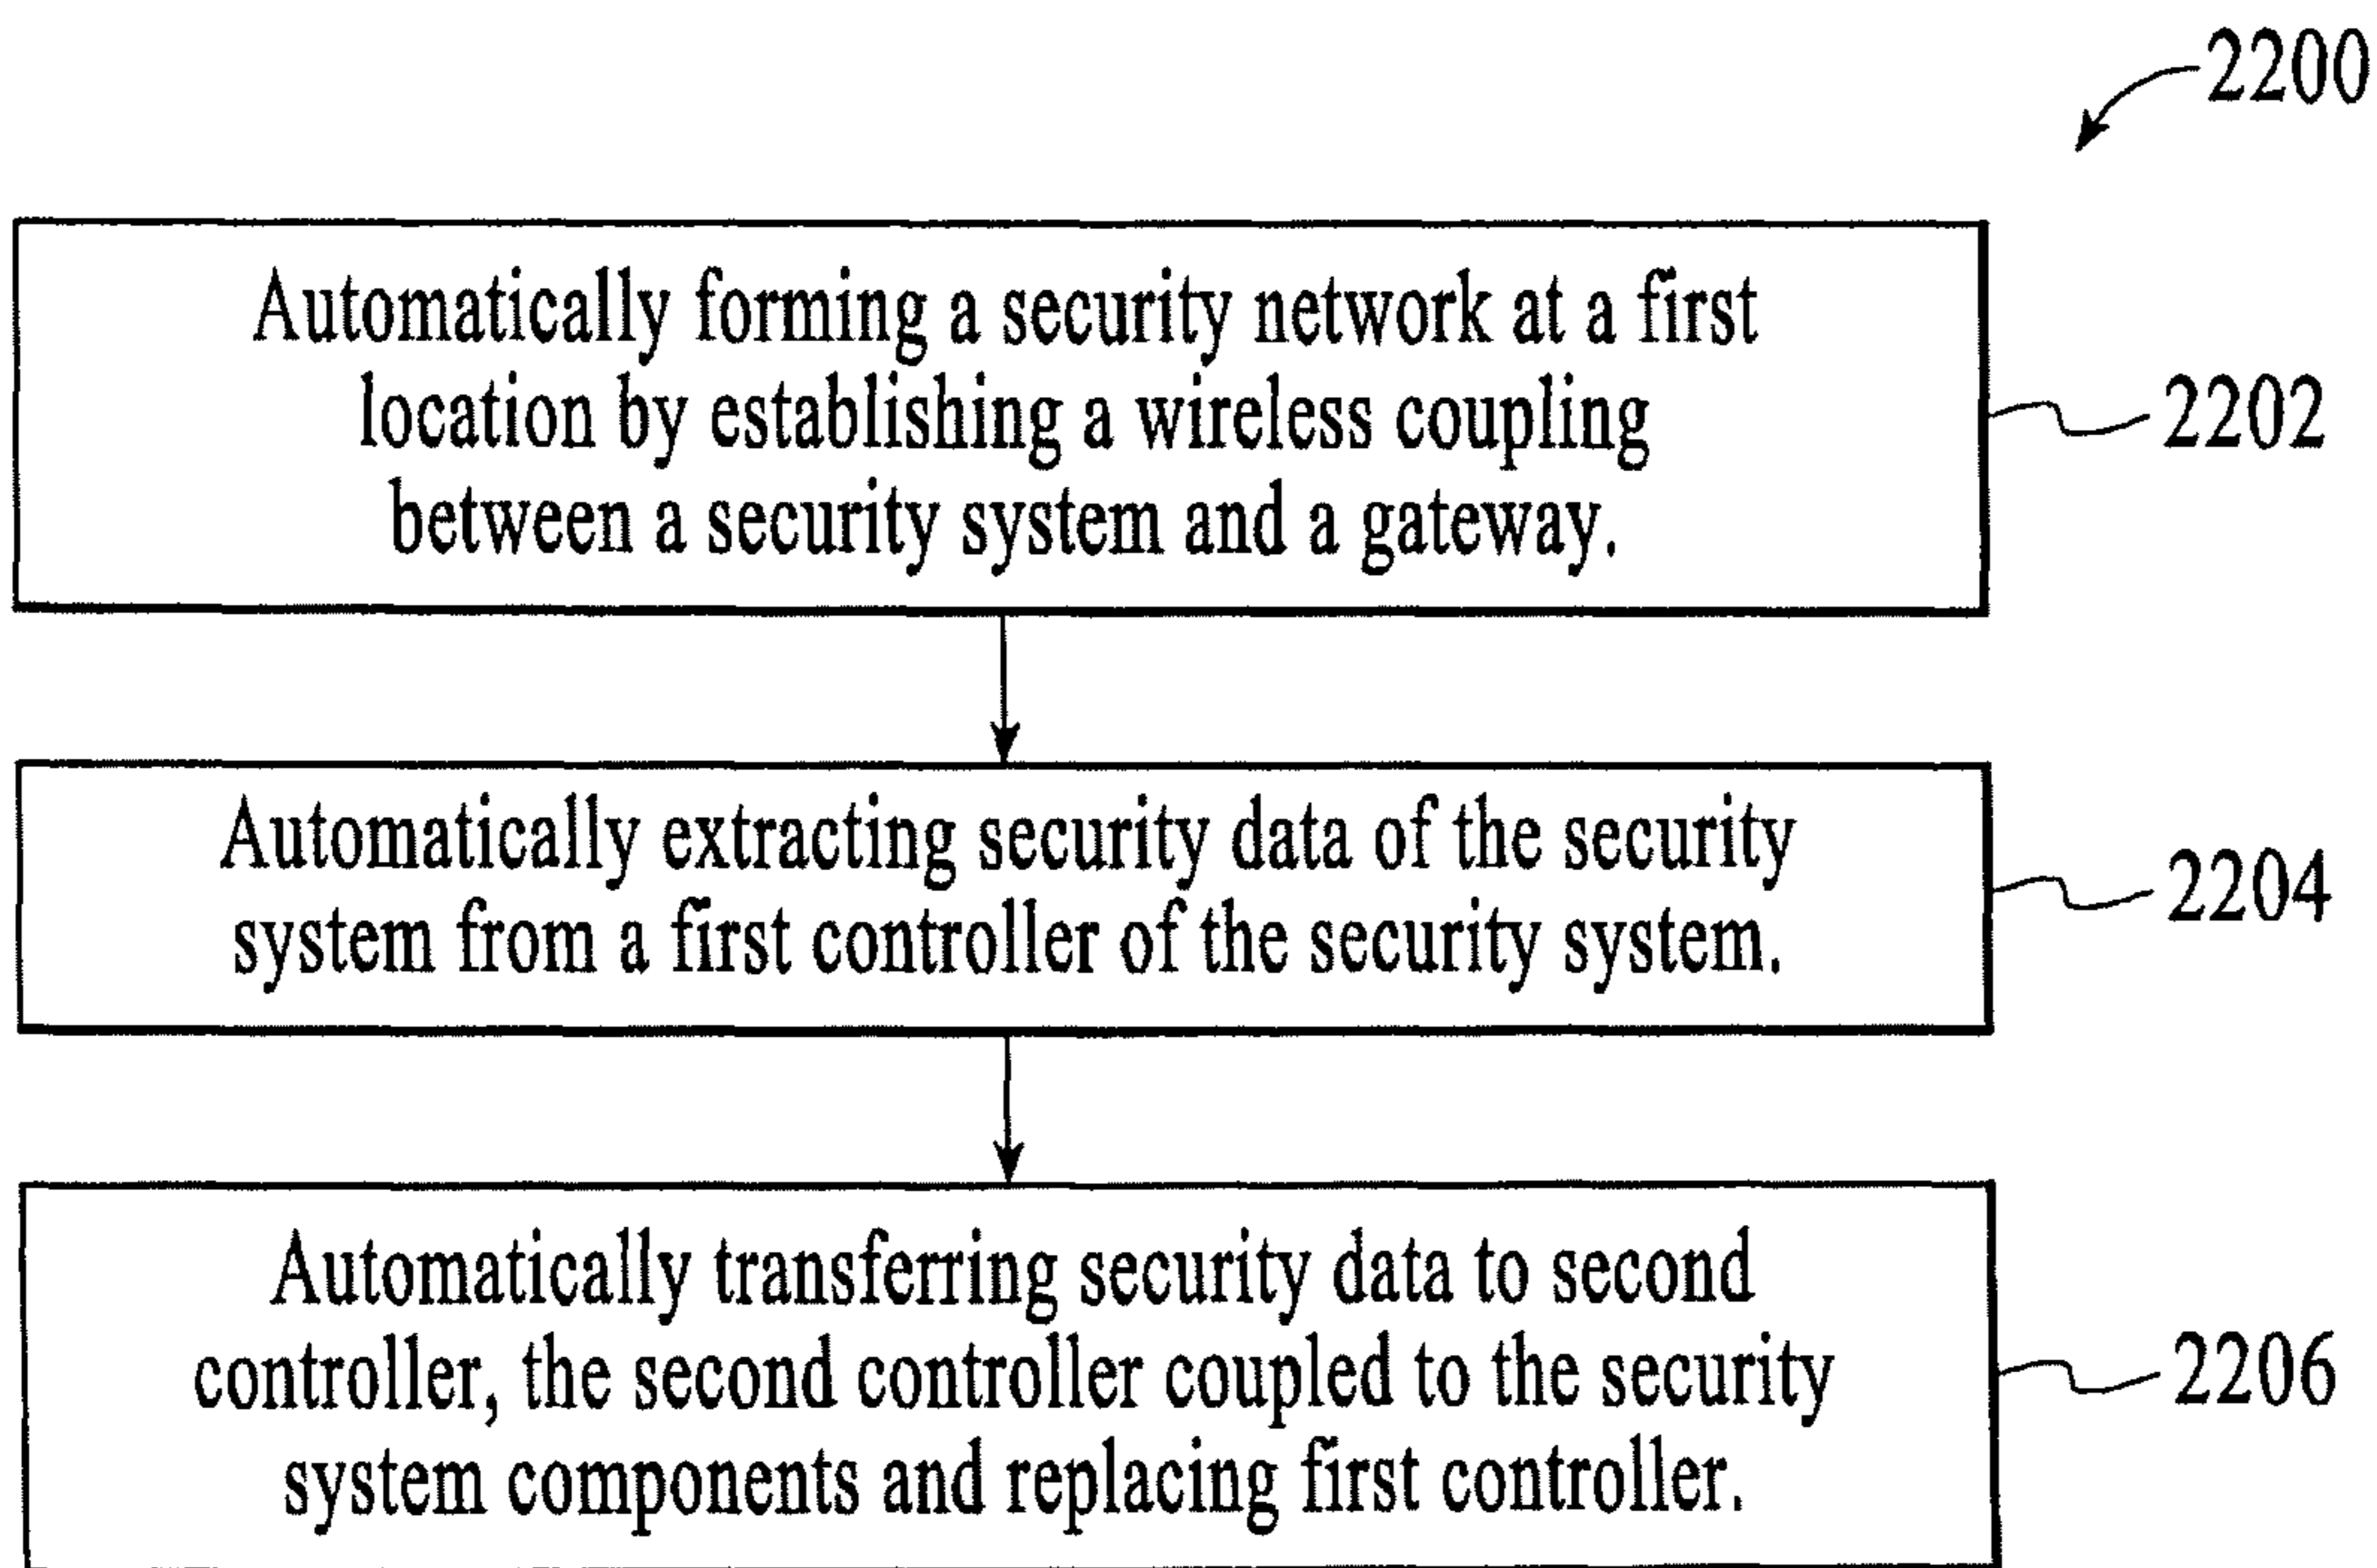 2200
Automatically forming a security network at a first
location by establishing a wireless coupling
between a security system and a gateway.
2202
Automatically extracting security data of the security
system from a first controller of the security system.
2204
Automatically transferring security data to second
controller, the second controller coupled to the security
system components and replacing first controller.
2206